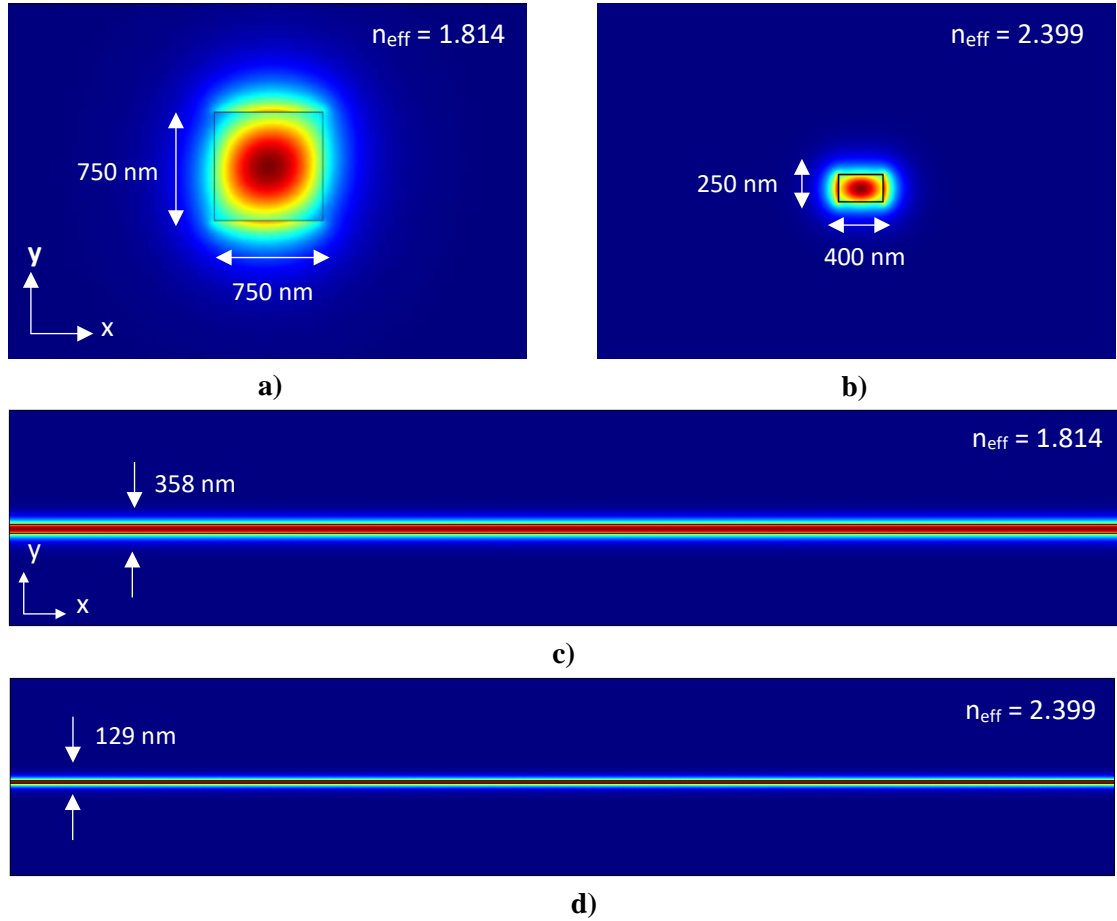 n_eff = 1.814
750 nm
750 nm
y
x
a)
n_eff = 2.399
250 nm
400 nm
b)
n_eff = 1.814
358 nm
y
x
c)
n_eff = 2.399
129 nm
d)